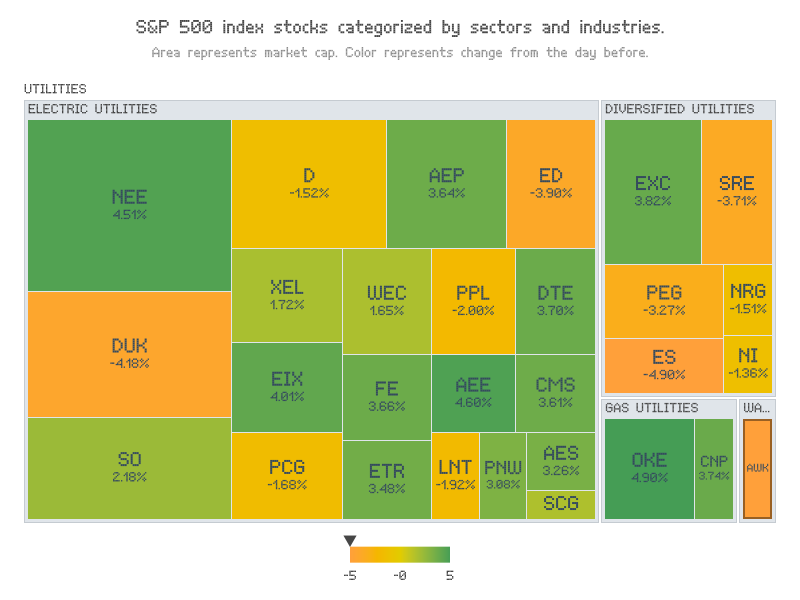 S&P 500 index stocks categorized by sectors and industries.
Area represents market cap. Color represents change from the day before.
UTILITIES
ELECTRIC UTILITIES
NEE
4.51%
DUK
-4.18%
SO
2.18%
D
-1.52%
AEP
3.64%
ED
-3.90%
XEL
1.72%
WEC
1.65%
PPL
-2.00%
DTE
3.70%
EIX
4.01%
FE
3.66%
AEE
4.60%
CMS
3.61%
PCG
-1.68%
ETR
3.48%
LNT
-1.92%
PNW
3.08%
AES
3.26%
SCG
DIVERSIFIED UTILITIES
EXC
3.82%
SRE
-3.71%
PEG
-3.27%
NRG
-1.51%
ES
-4.90%
NI
-1.36%
GAS UTILITIES
OKE
4.90%
CNP
3.74%
WA...
AWK
-5
-0
5